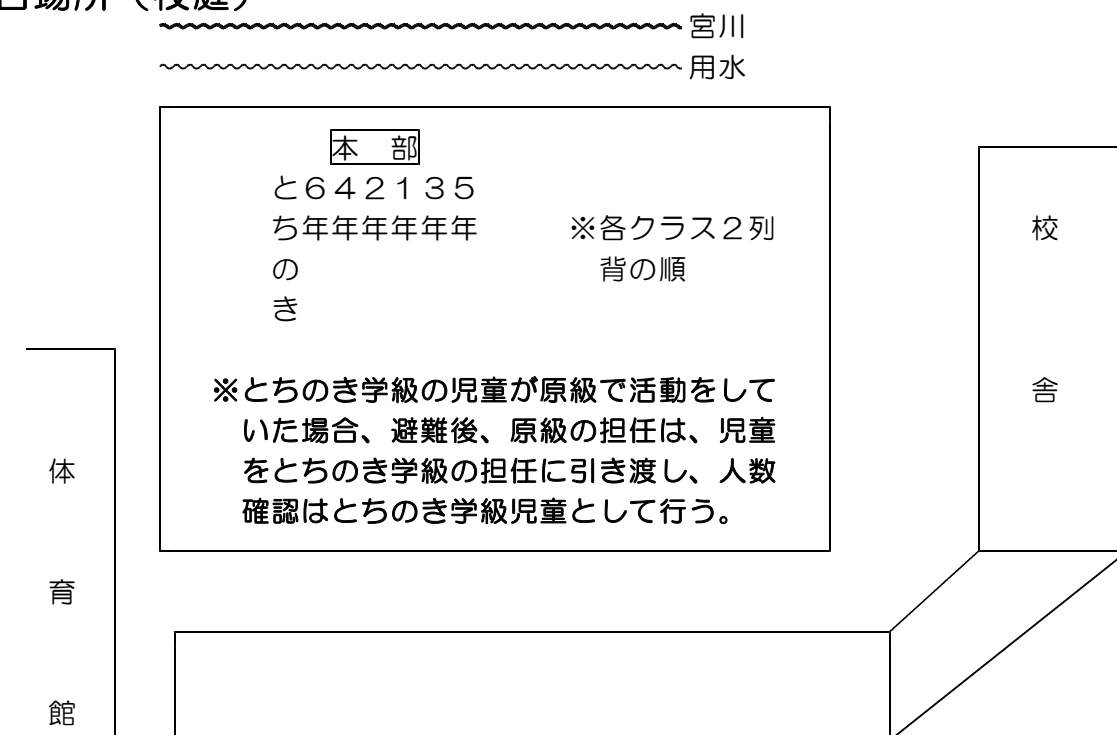 合場所（校庭）
宮川
用水
本　部
と６４２１３５
ち年年年年年年　　　※各クラス２列
の　　　　　　　　　　背の順
き
※とちのき学級の児童が原級で活動をして
いた場合、避難後、原級の担任は、児童
をとちのき学級の担任に引き渡し、人数
確認はとちのき学級児童として行う。
校
舎
体
育
館